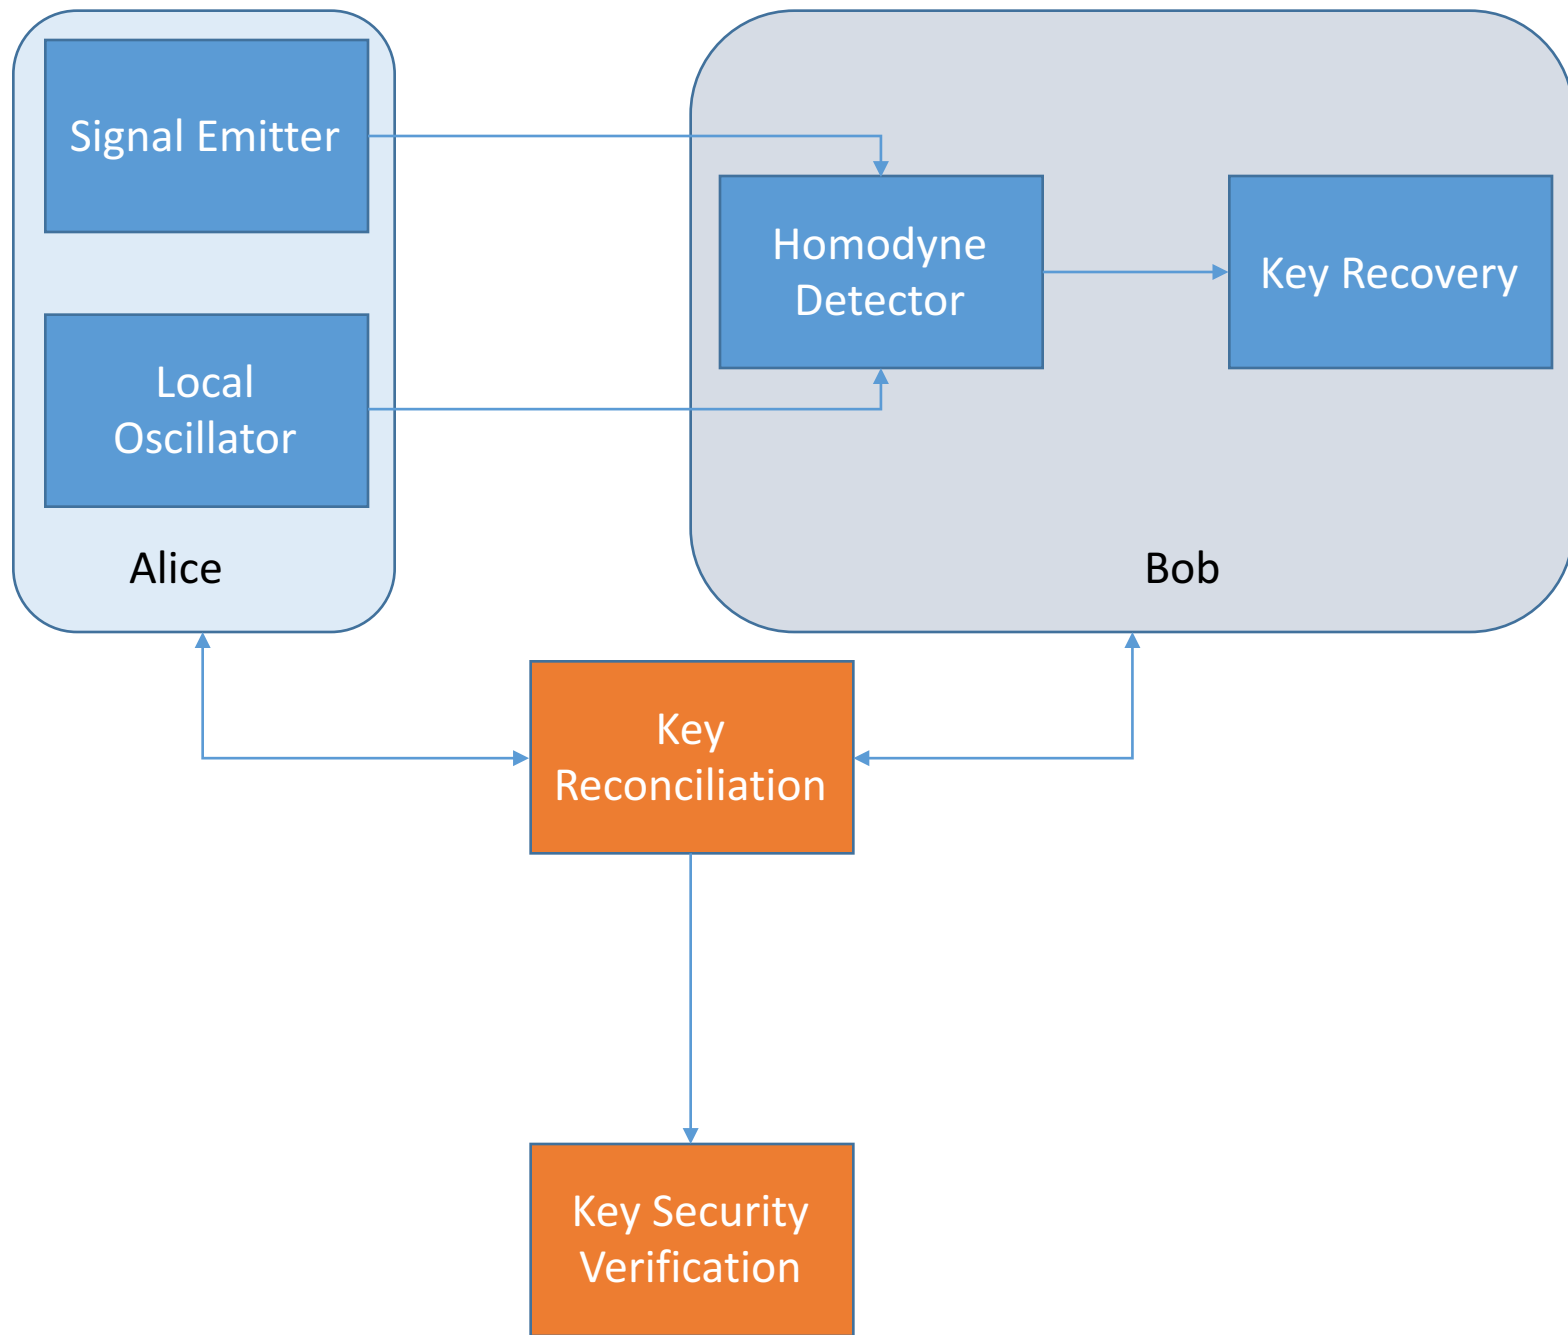 Signal Emitter
Local
Oscillator
Alice
Homodyne
Detector
Key Recovery
Bob
Key
Reconciliation
Key Security
Verification